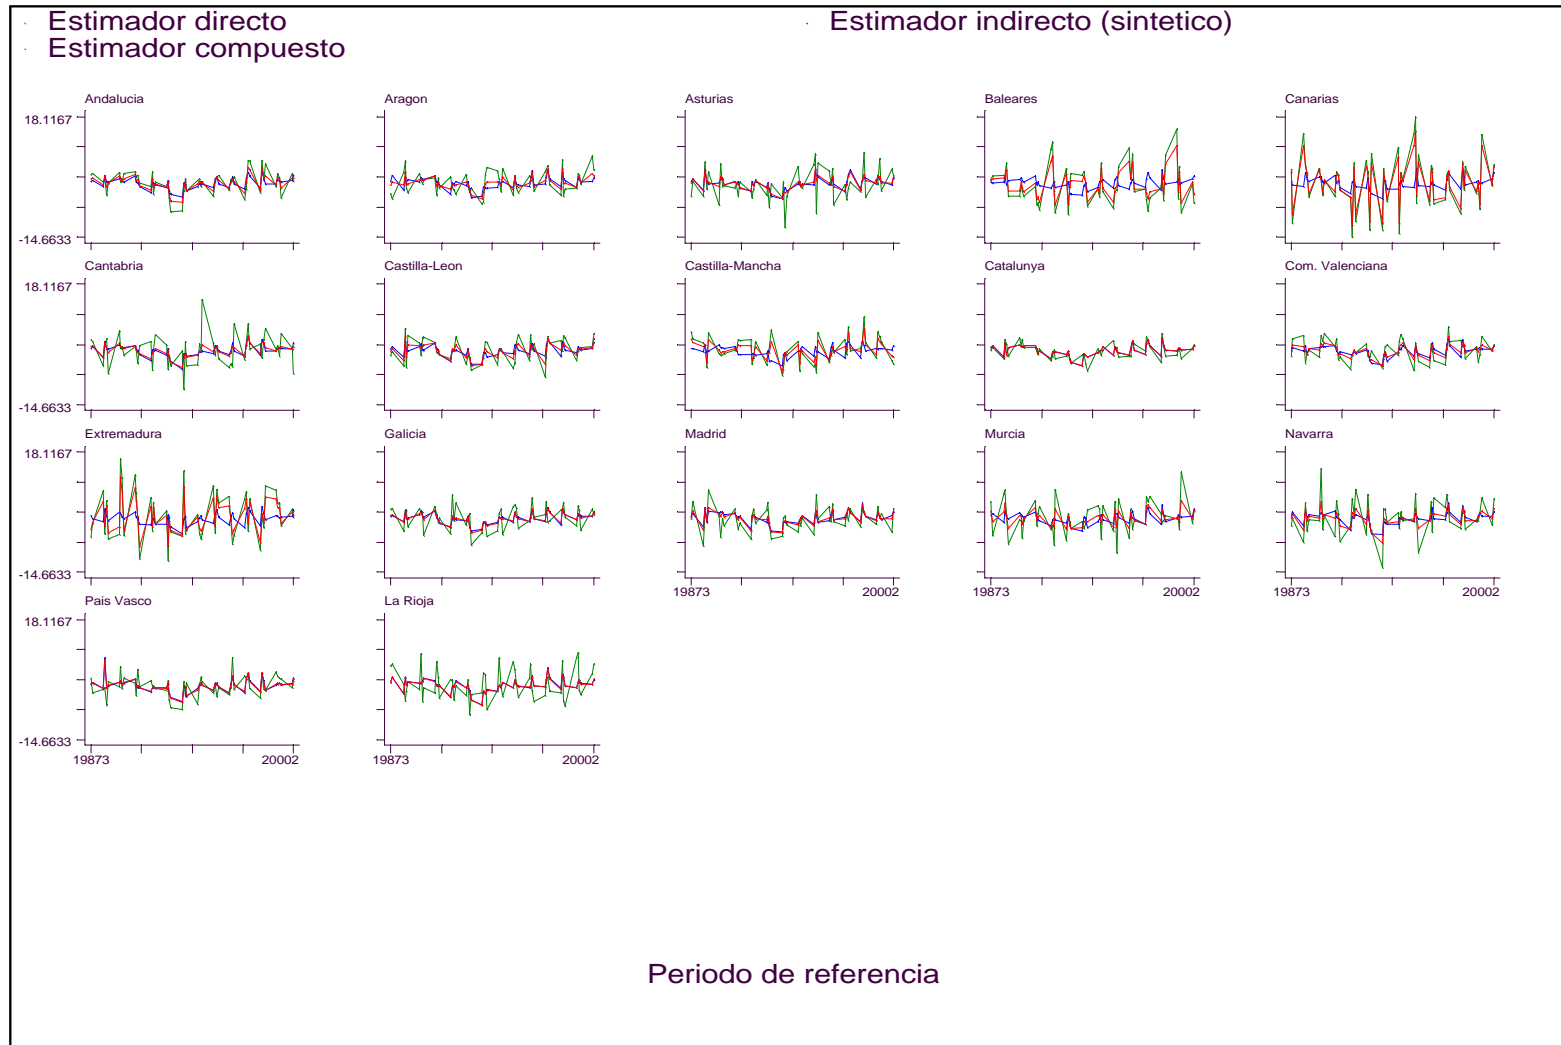 Estimador directo
Estimador indirecto (sintetico)
Estimador compuesto
Andalucia
Aragon
Asturias
Baleares
Canarias
18.1167
-14.6633
Cantabria
Castilla-Leon
Castilla-Mancha
Catalunya
Com. Valenciana
18.1167
-14.6633
Extremadura
Galicia
Madrid
Murcia
Navarra
18.1167
-14.6633
19873 20002
19873 20002
19873 20002
Pais Vasco
La Rioja
18.1167
-14.6633
19873 20002
19873 20002
Periodo de referencia